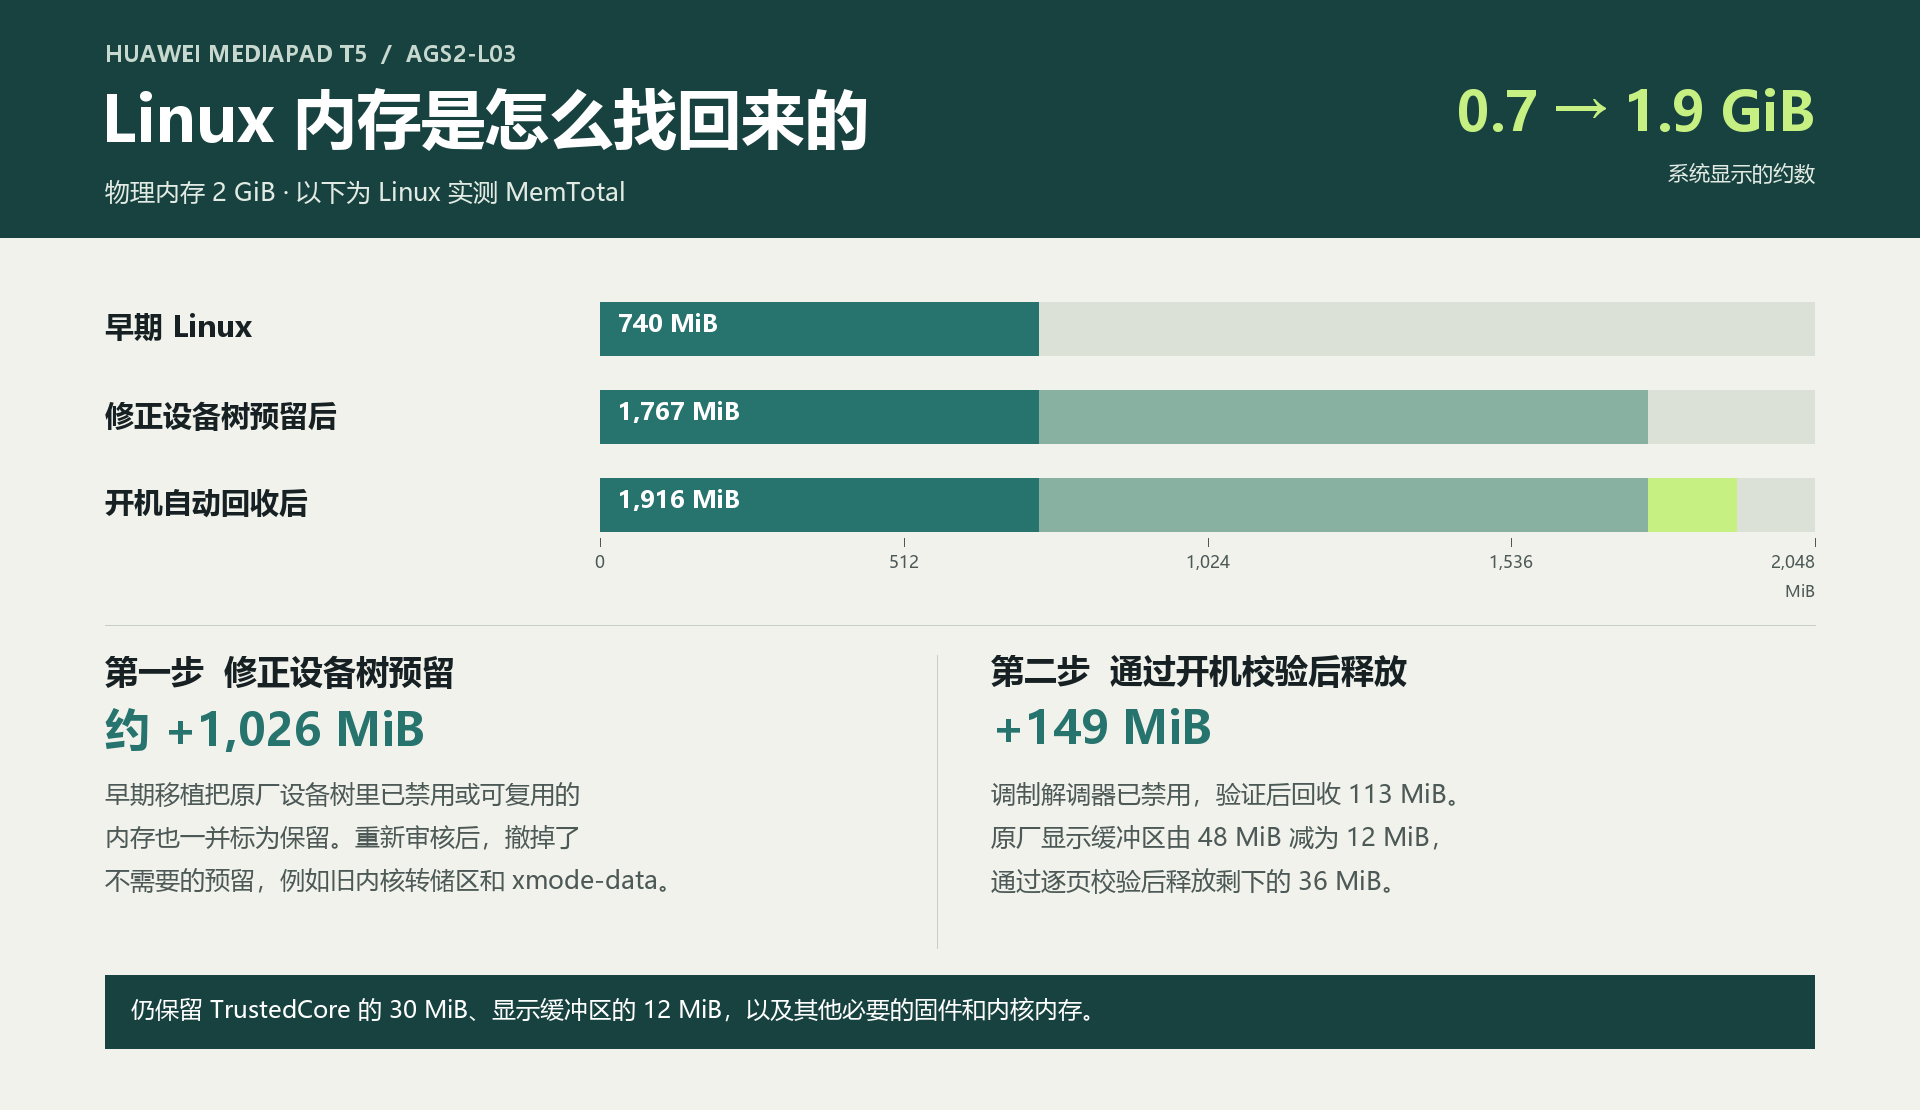 HUAWEI MEDIAPAD T5 / AGS2-L03
Linux 内存是怎么找回来的
物理内存 2 GiB · 以下为 Linux 实测 MemTotal
0.7 → 1.9 GiB
系统显示的约数
早期 Linux
740 MiB
修正设备树预留后
1,767 MiB
开机自动回收后
1,916 MiB
0
512
1,024
1,536
2,048
MiB
第一步 修正设备树预留
约 +1,026 MiB
早期移植把原厂设备树里已禁用或可复用的
内存也一并标为保留。重新审核后，撤掉了
不需要的预留，例如旧内核转储区和 xmode-data。
第二步 通过开机校验后释放
+149 MiB
调制解调器已禁用，验证后回收 113 MiB。
原厂显示缓冲区由 48 MiB 减为 12 MiB，
通过逐页校验后释放剩下的 36 MiB。
仍保留 TrustedCore 的 30 MiB、显示缓冲区的 12 MiB，以及其他必要的固件和内核内存。